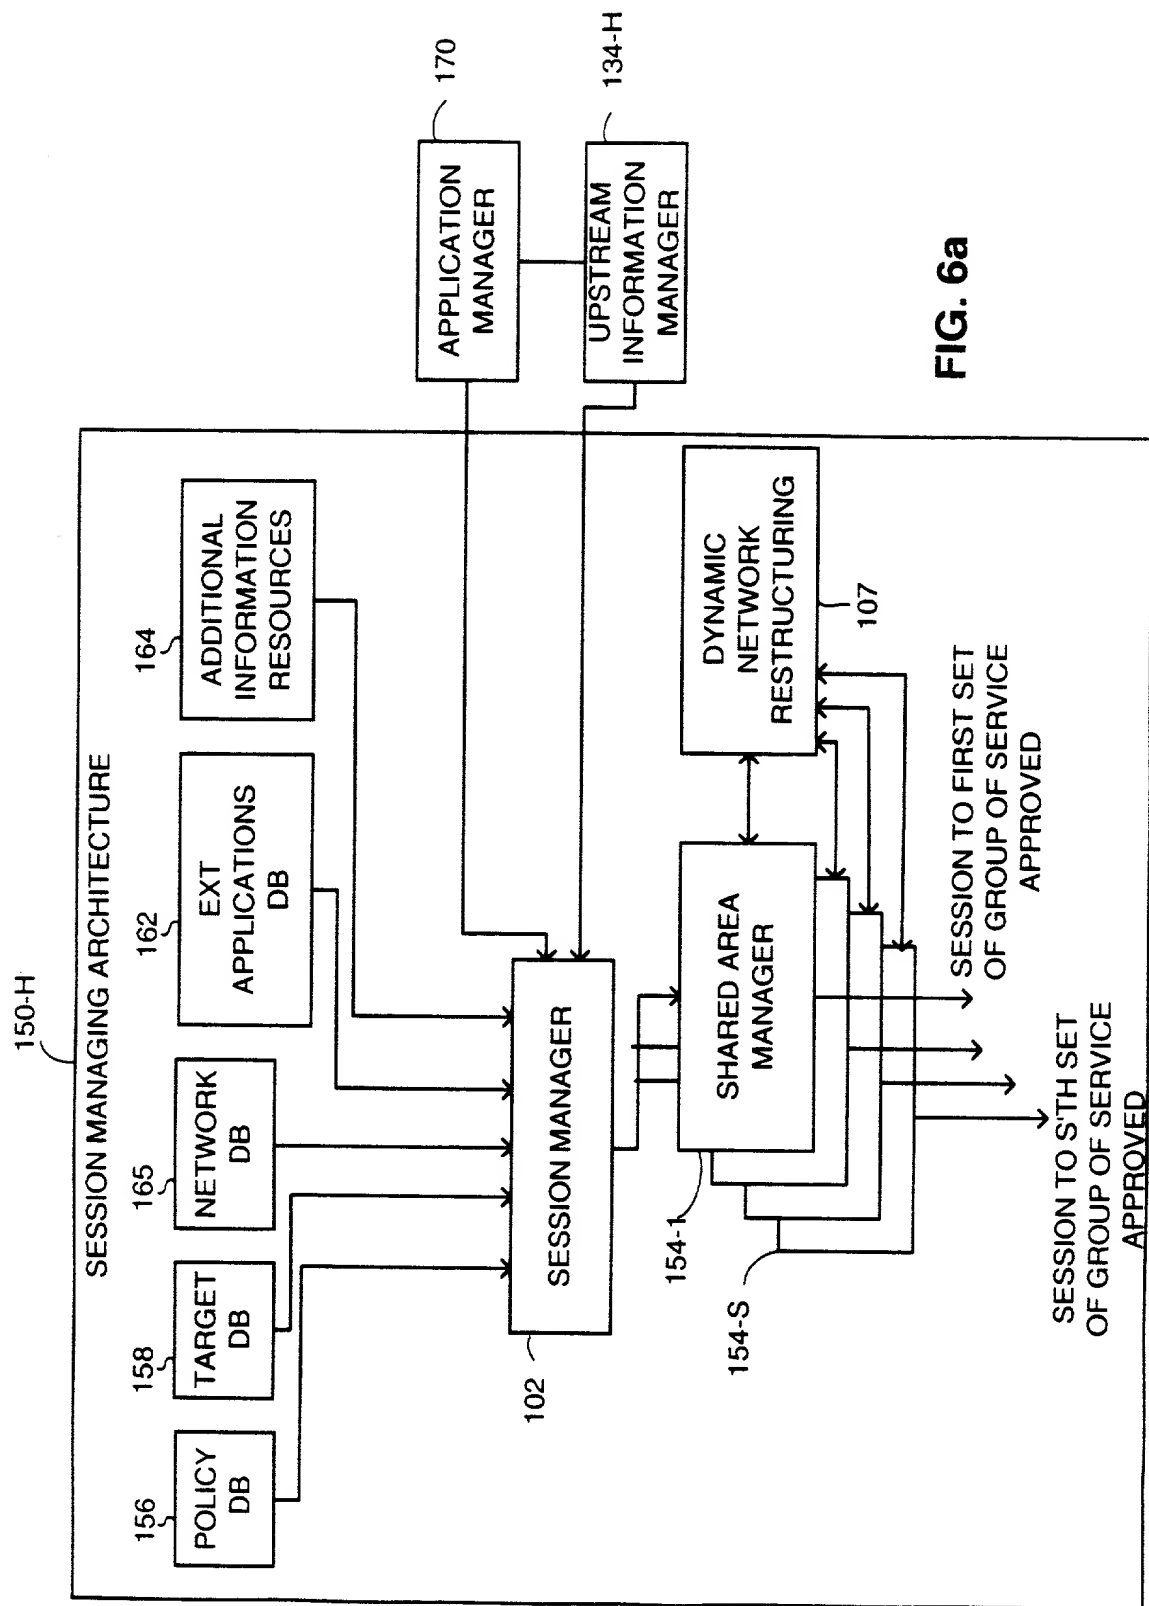 150-H
SESSION MANAGING ARCHITECTURE
156
POLICY
DB
158
TARGET
DB
165
NETWORK
DB
162
EXT
APPLICATIONS
DB
164
ADDITIONAL
INFORMATION
RESOURCES
170
APPLICATION
MANAGER
134-H
UPSTREAM
INFORMATION
MANAGER
102
SESSION MANAGER
154-1
154-S
SHARED AREA
MANAGER
DYNAMIC
NETWORK
RESTRUCTURING
107
SESSION TO FIRST SET
OF GROUP OF SERVICE
APPROVED
SESSION TO S'TH SET
OF GROUP OF SERVICE
APPROVED
FIG. 6a